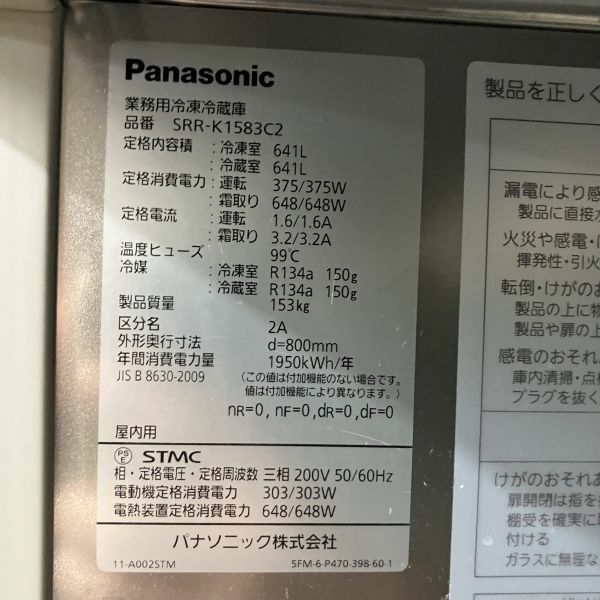 Panasonic
業務用冷凍冷蔵庫
品番 SRR-K1583C2
定格内容積 : 冷凍室 641L
: 冷蔵室 641L
定格消費電力 : 運転 375/375W
: 霜取り 648/648W
定格電流 : 運転 1.6/1.6A
: 霜取り 3.2/3.2A
温度ヒューズ 99℃
冷媒 : 冷凍室 R134a 150g
: 冷蔵室 R134a 150g
製品質量 153kg
区分名 2A
外形奥行寸法 d=800mm
年間消費電力量 1950kWh/年
JIS B 8630-2009 (この値は付加機能のない場合です。
値は付加機能により異なります。)
nR=0, nF=0,dR=0,dF=0
屋内用
PSE STMC
相・定格電圧・定格周波数 三相 200V 50/60Hz
電動機定格消費電力 303/303W
電熱装置定格消費電力 648/648W
パナソニック株式会社
11-A002STM 5FM-6-P470-398-60-1
製品を正しく
漏電により感
製品に直接水
火災や感電・
揮発性・引火
転倒・けがの
製品の上に物
製品や扉の上
感電のおそれ
庫内清掃・点
プラグを抜く
けがのおそれあ
扉開閉は指を
棚受を確実に取
付ける
ガラスに無理な